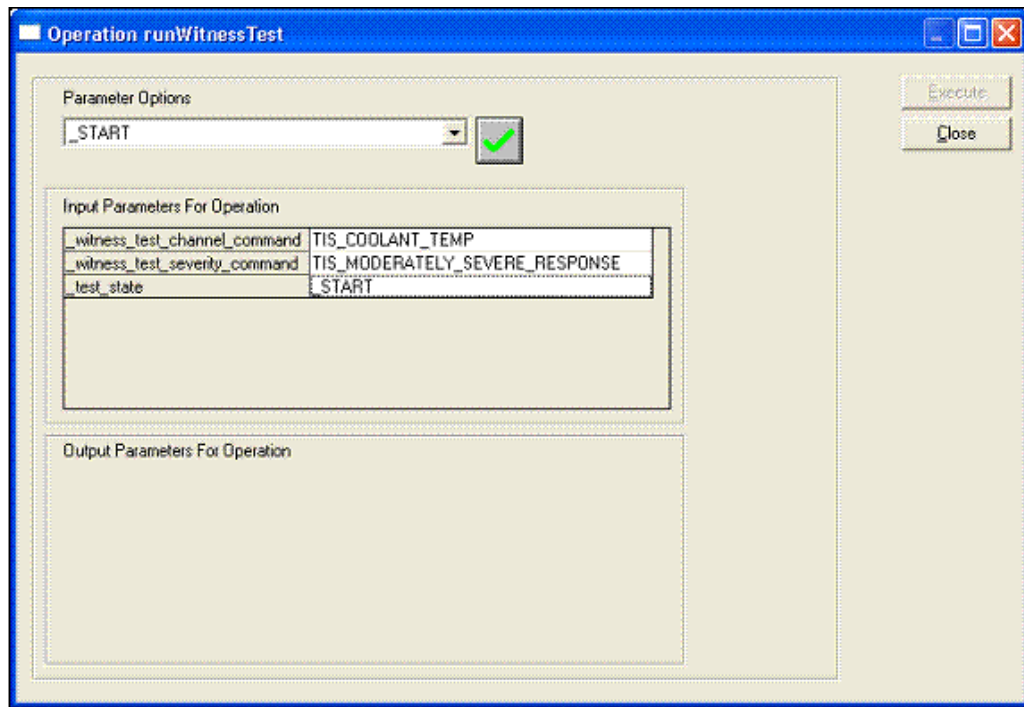 Operation runWitnessTest
Parameter Options
Execute
_START
Close
Input Parameters For Operation
_witness_test_channel_command TIS_COOLANT_TEMP
_witness_test_severity_command TIS_MODERATELY_SEVERE_RESPONSE
_test_state _START
Output Parameters For Operation